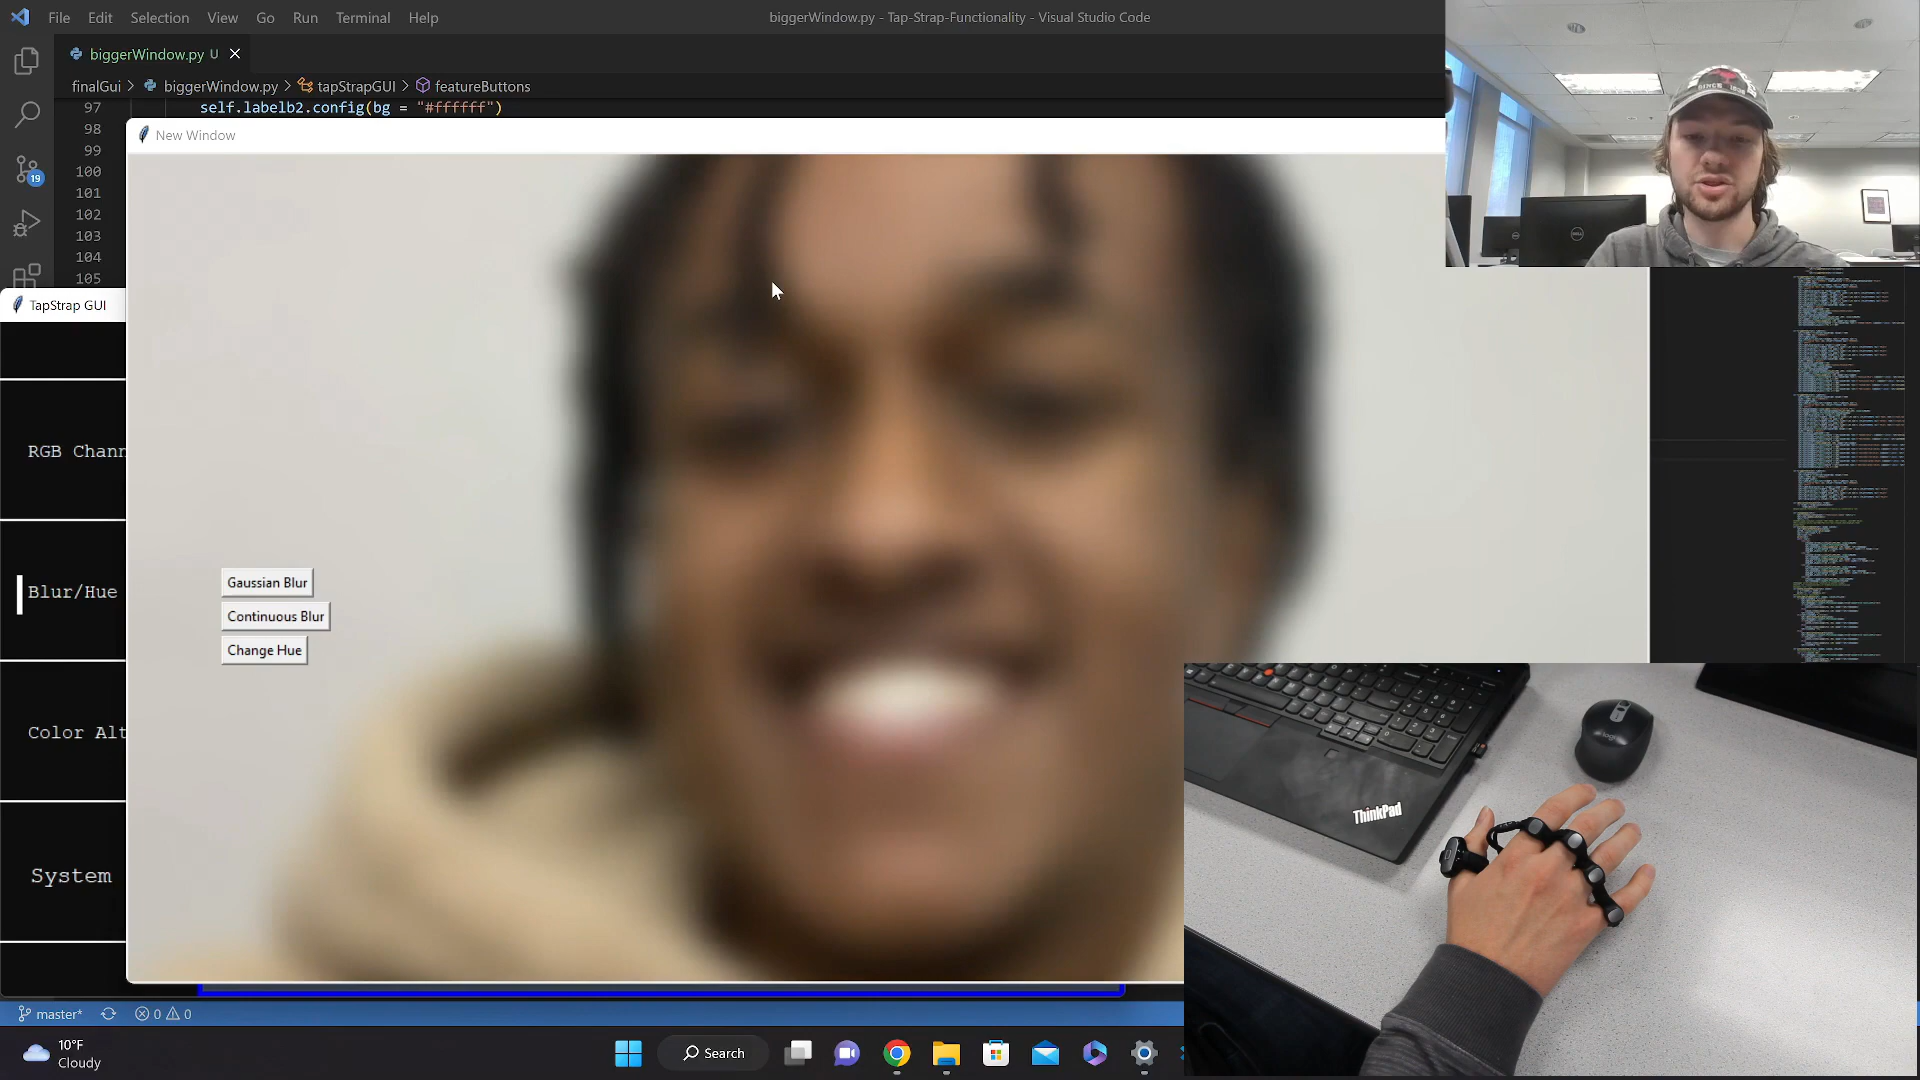 File Edit Selection View Go Run Terminal Help
biggerWindow.py - Tap-Strap-Functionality - Visual Studio Code
biggerWindow.py U
finalGui > biggerWindow.py > tapStrapGUI > featureButtons
97 self.labelb2.config(bg = "#ffffff")
98
99
100
101
102
103
104
105
New Window
19
TapStrap GUI
RGB Chann
Blur/Hue
Color Alt
System
Gaussian Blur
Continuous Blur
Change Hue
SINCE
DELL
ThinkPad
master* 0 0
10°F
Cloudy
Search